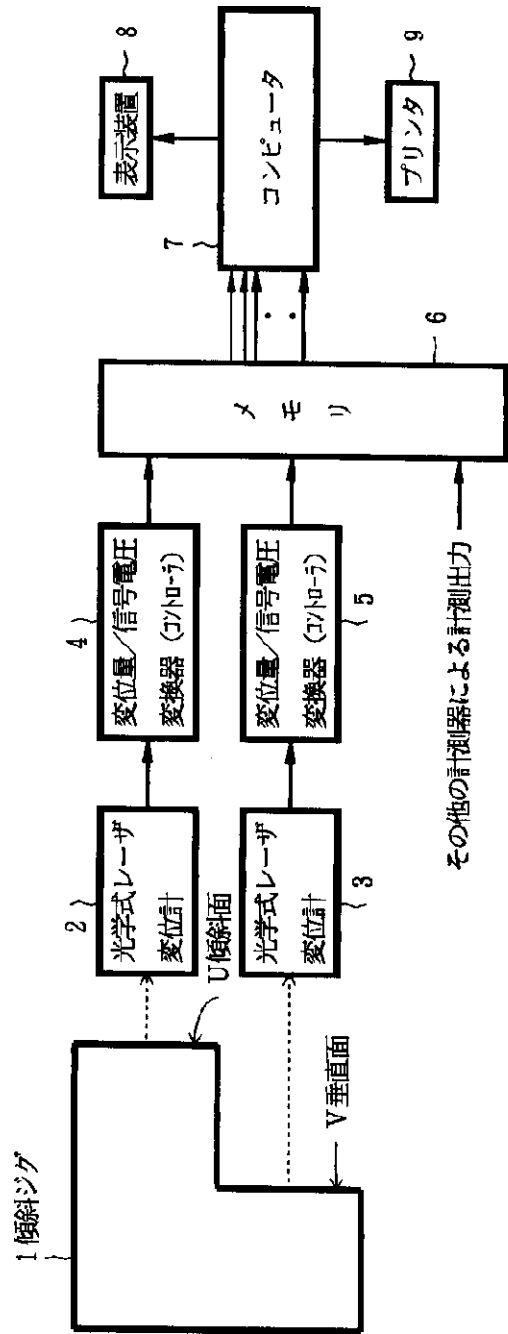 1傾斜ジグ
U傾斜面
V垂直面
2
光学式レーザ
変位計
3
光学式レーザ
変位計
4
変位量／信号電圧
変換器(コントローラ)
5
変位量／信号電圧
変換器(コントローラ)
その他の計測器による計測出力
メモリ
6
7
コンピュータ
表示装置
8
プリンタ
9